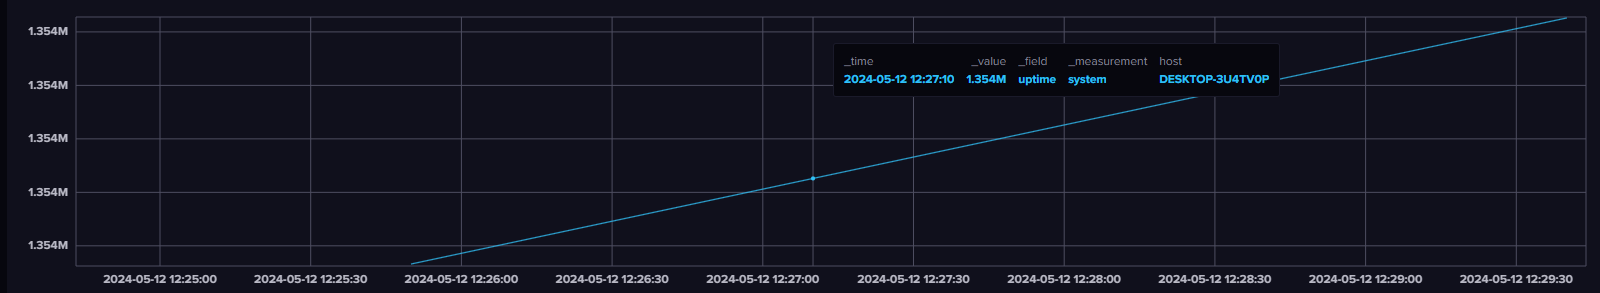 1.354M
_time _value _field _measurement host
2024-05-12 12:27:10 1.354M uptime system DESKTOP-3U4TV0P
1.354M
1.354M
1.354M
1.354M
2024-05-12 12:25:00 2024-05-12 12:25:30 2024-05-12 12:26:00 2024-05-12 12:26:30 2024-05-12 12:27:00 2024-05-12 12:27:30 2024-05-12 12:28:00 2024-05-12 12:28:30 2024-05-12 12:29:00 2024-05-12 12:29:30